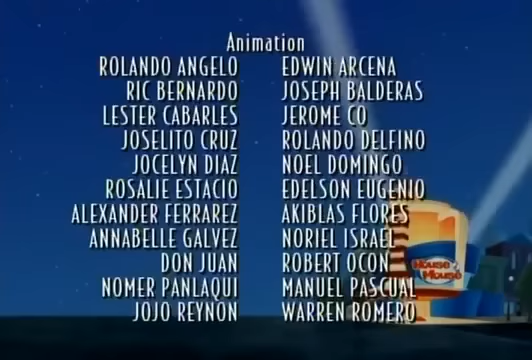 Animation
ROLANDO ANGELO EDWIN ARCENA
RIC BERNARDO JOSEPH BALDERAS
LESTER CABARLES JEROME CO
JOSELITO CRUZ ROLANDO DELFINO
JOCELYN DIAZ NOEL DOMINGO
ROSALIE ESTACIO EDELSON EUGENIO
ALEXANDER FERRAREZ AKIBLAS FLORES
ANNABELLE GALVEZ NORIEL ISRAEL
DON JUAN ROBERT OCON
NOMER PANLAQUI MANUEL PASCUAL
JOJO REYNON WARREN ROMERO
House of
Mouse